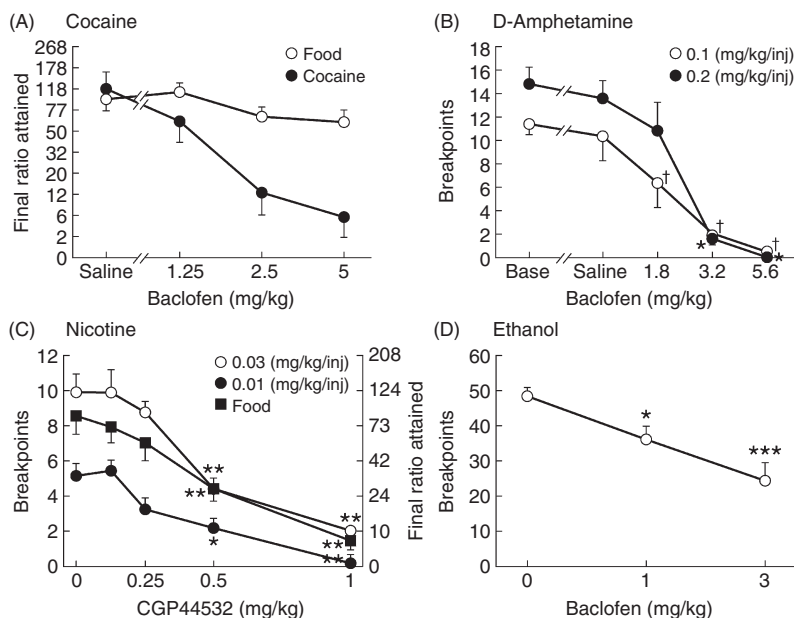 (A) Cocaine
Final ratio attained
268
178
118
77
50
32
20
12
6
2
0
Food
Cocaine
Saline 1.25 2.5 5
Baclofen (mg/kg)
(B) D-Amphetamine
Breakpoints
18
16
14
12
10
8
6
4
2
0
0.1 (mg/kg/inj)
0.2 (mg/kg/inj)
†
* †
† *
Base Saline 1.8 3.2 5.6
Baclofen (mg/kg)
(C) Nicotine
Breakpoints
12
10
8
6
4
2
0
0.03 (mg/kg/inj)
0.01 (mg/kg/inj)
Food
**
**
*
**
**
**
208
124
73
42
24
10
0
Final ratio attained
0 0.25 0.5 1
CGP44532 (mg/kg)
(D) Ethanol
Breakpoints
60
50
40
30
20
10
0
*
***
0 1 3
Baclofen (mg/kg)